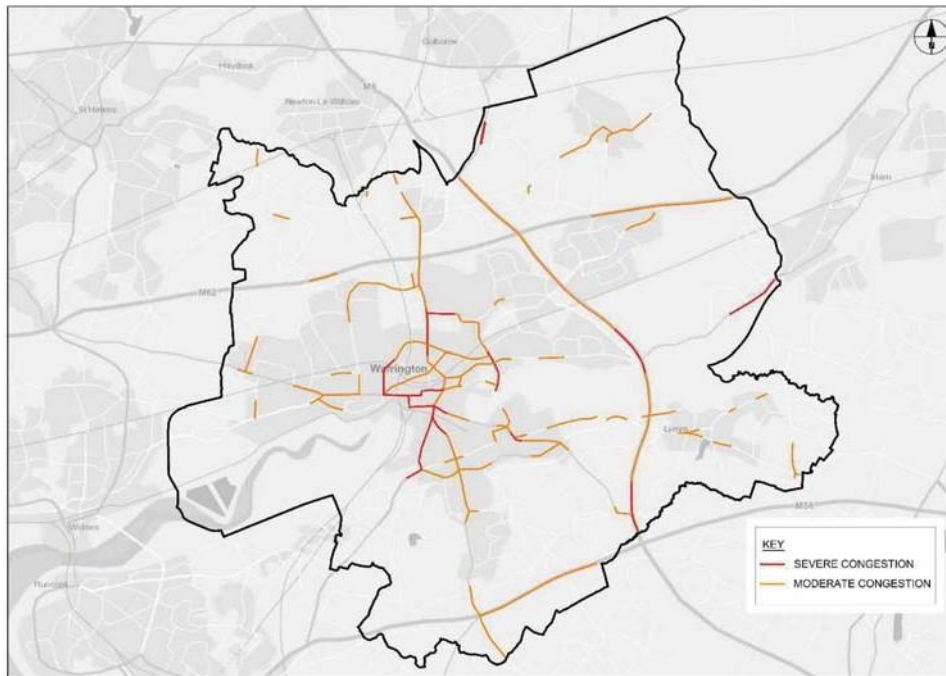 N
Golborne
Haydock
M6
Newton-Le-Willows
St Helens
Irlam
M62
Warrington
Lymm
M56
Widnes
Runcorn
KEY
SEVERE CONGESTION
MODERATE CONGESTION